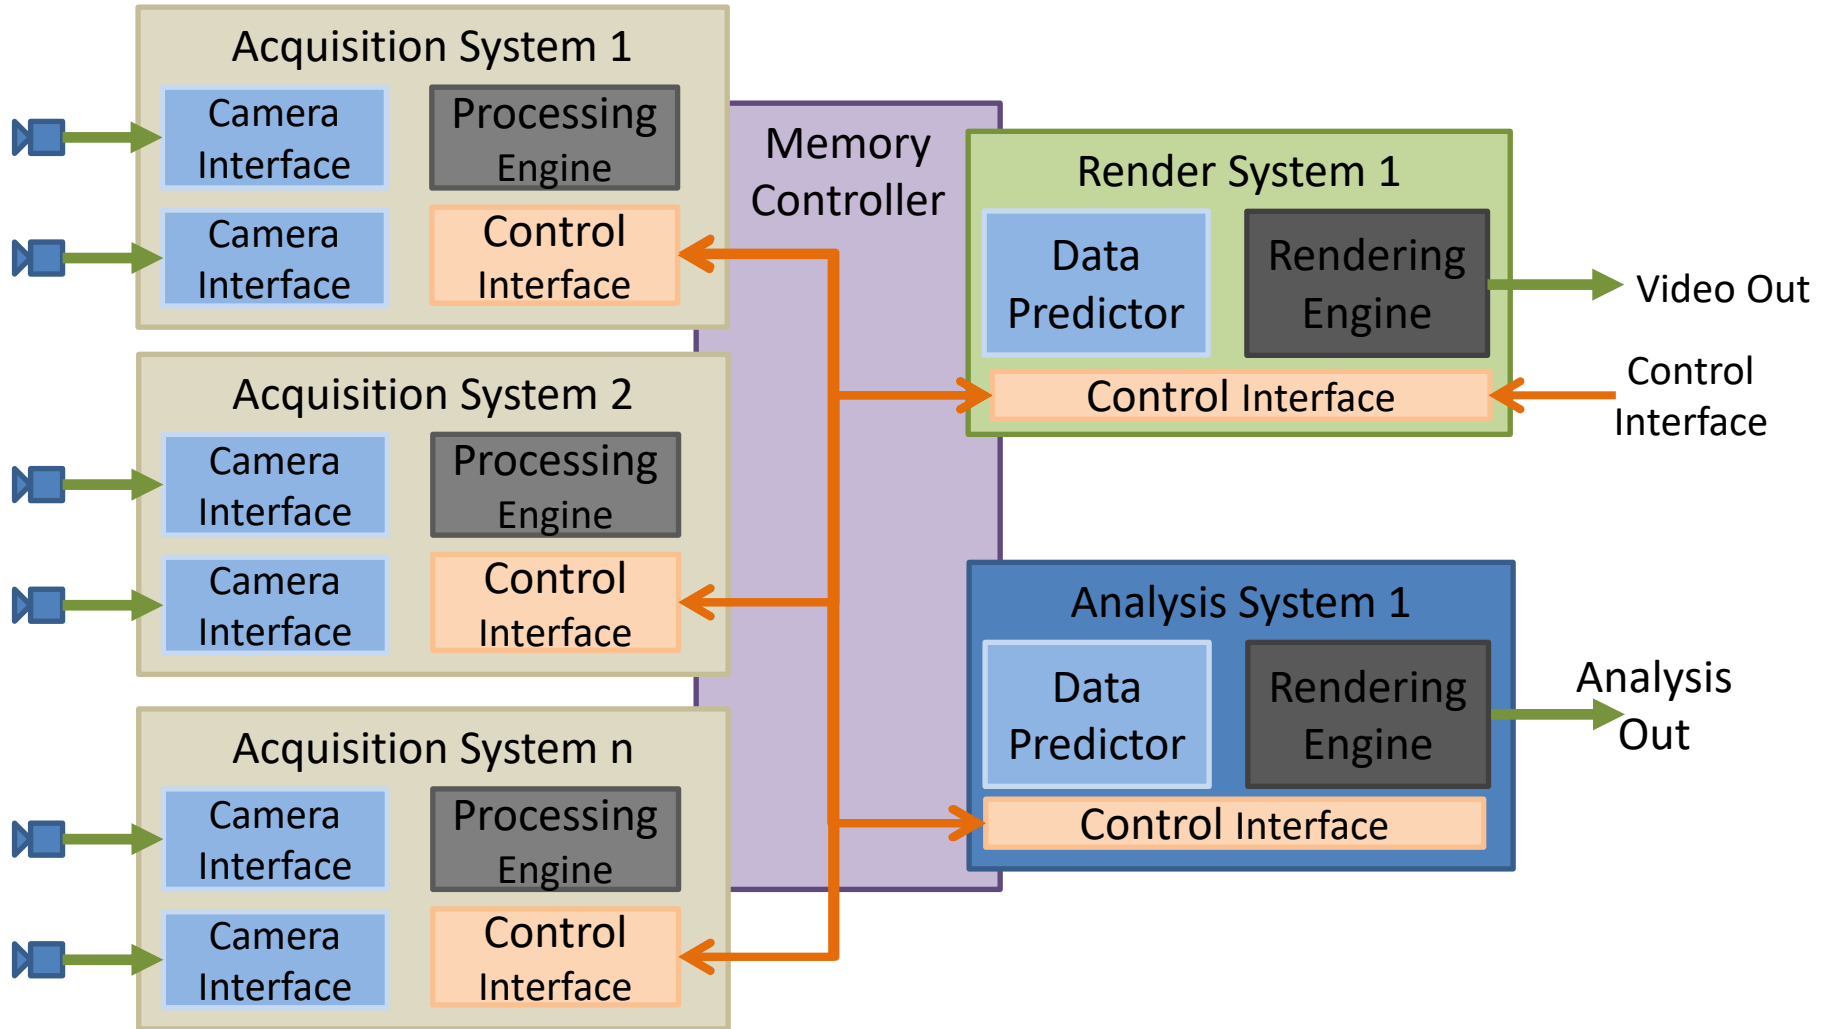 Acquisition System 1
Camera
Interface
Processing
Engine
Camera
Interface
Control
Interface
Acquisition System 2
Camera
Interface
Processing
Engine
Camera
Interface
Control
Interface
Acquisition System n
Camera
Interface
Processing
Engine
Camera
Interface
Control
Interface
Memory
Controller
Render System 1
Data
Predictor
Rendering
Engine
Control Interface
Video Out
Control
Interface
Analysis System 1
Data
Predictor
Rendering
Engine
Control Interface
Analysis
Out